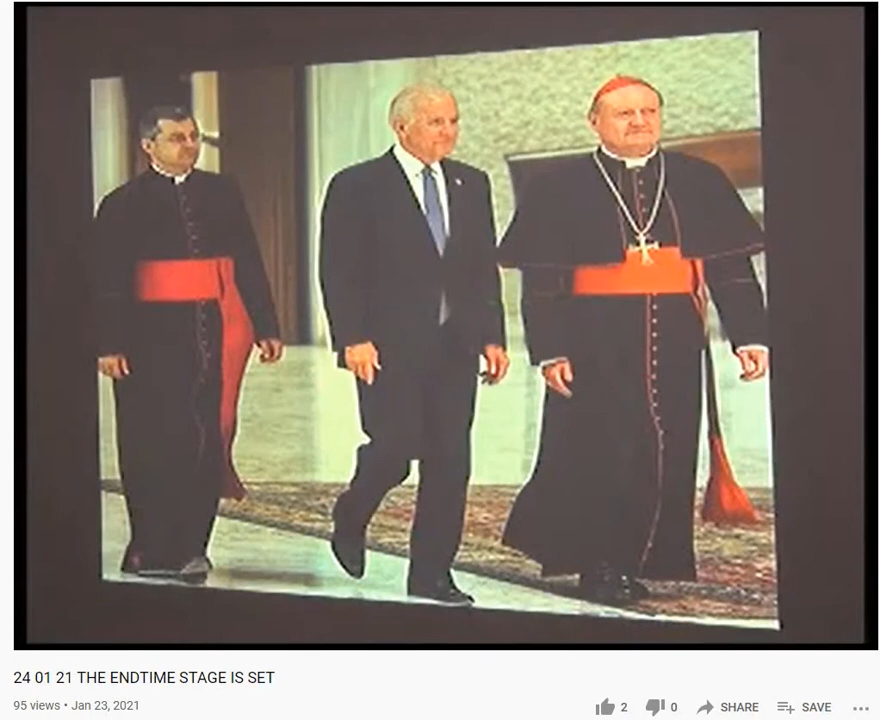 24 01 21 THE ENDTIME STAGE IS SET
95 views • Jan 23, 2021
2
0
SHARE
SAVE